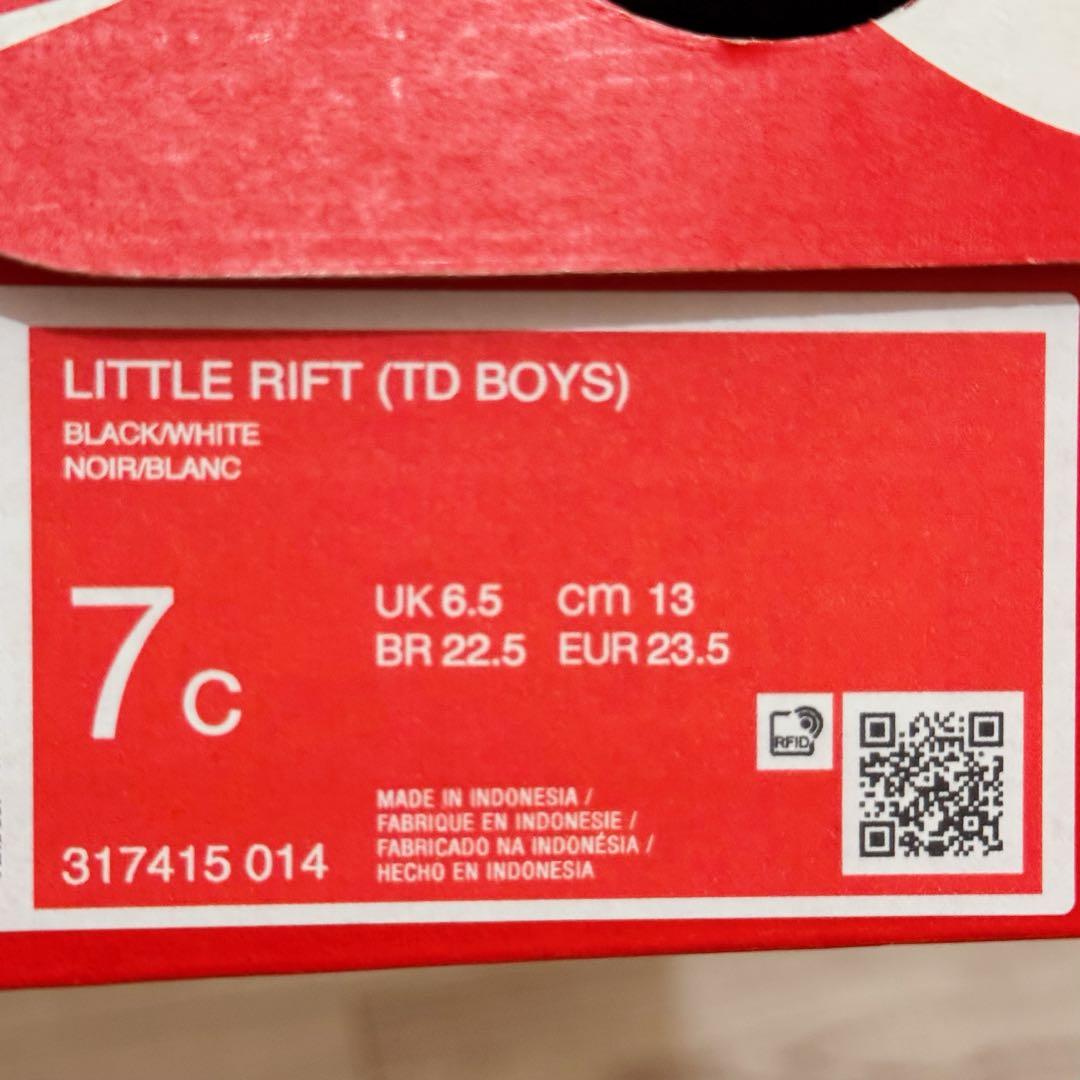 LITTLE RIFT (TD BOYS)
BLACK/WHITE
NOIR/BLANC
7 C
UK 6.5 cm 13
BR 22.5 EUR 23.5
RFID
317415 014
MADE IN INDONESIA /
FABRIQUE EN INDONESIE /
FABRICADO NA INDONÉSIA /
HECHO EN INDONESIA